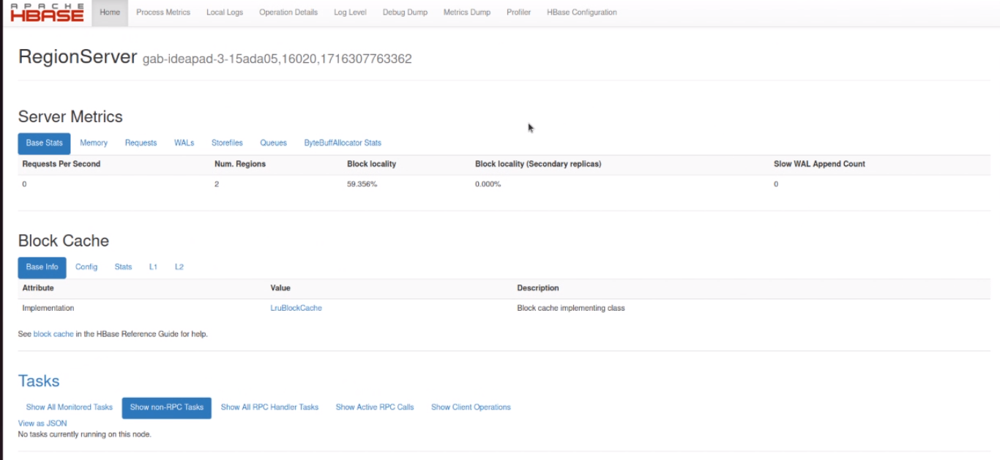 APACHE
HBASE Home Process Metrics Local Logs Operation Details Log Level Debug Dump Metrics Dump Profiler HBase Configuration
RegionServer gab-ideapad-3-15ada05,16020,1716307763362
Server Metrics
Base Stats Memory Requests WALs Storefiles Queues ByteBuffAllocator Stats
Requests Per Second Num. Regions Block locality Block locality (Secondary replicas) Slow WAL Append Count
0 2 59.356% 0.000% 0
Block Cache
Base Info Config Stats L1 L2
Attribute Value Description
Implementation LruBlockCache Block cache implementing class
See block cache in the HBase Reference Guide for help.
Tasks
Show All Monitored Tasks Show non-RPC Tasks Show All RPC Handler Tasks Show Active RPC Calls Show Client Operations
View as JSON
No tasks currently running on this node.